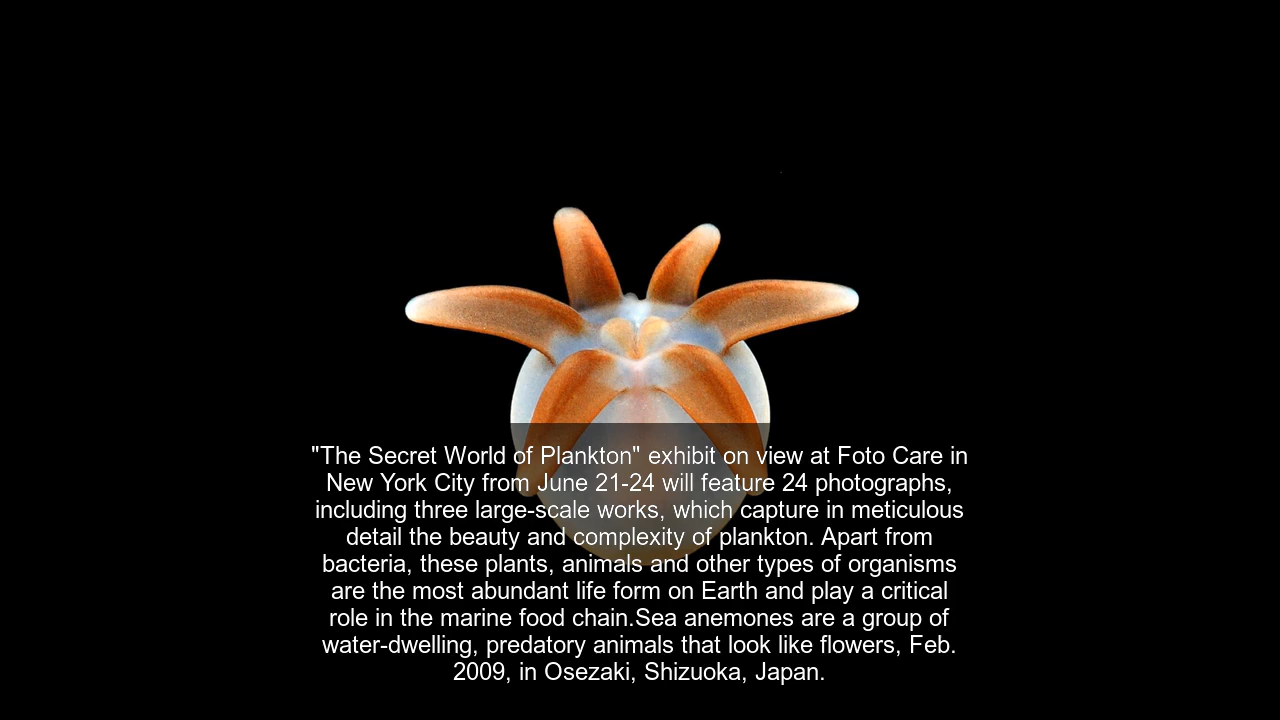 "The Secret World of Plankton" exhibit on view at Foto Care in
New York City from June 21-24 will feature 24 photographs,
including three large-scale works, which capture in meticulous
detail the beauty and complexity of plankton. Apart from
bacteria, these plants, animals and other types of organisms
are the most abundant life form on Earth and play a critical
role in the marine food chain.Sea anemones are a group of
water-dwelling, predatory animals that look like flowers, Feb.
2009, in Osezaki, Shizuoka, Japan.